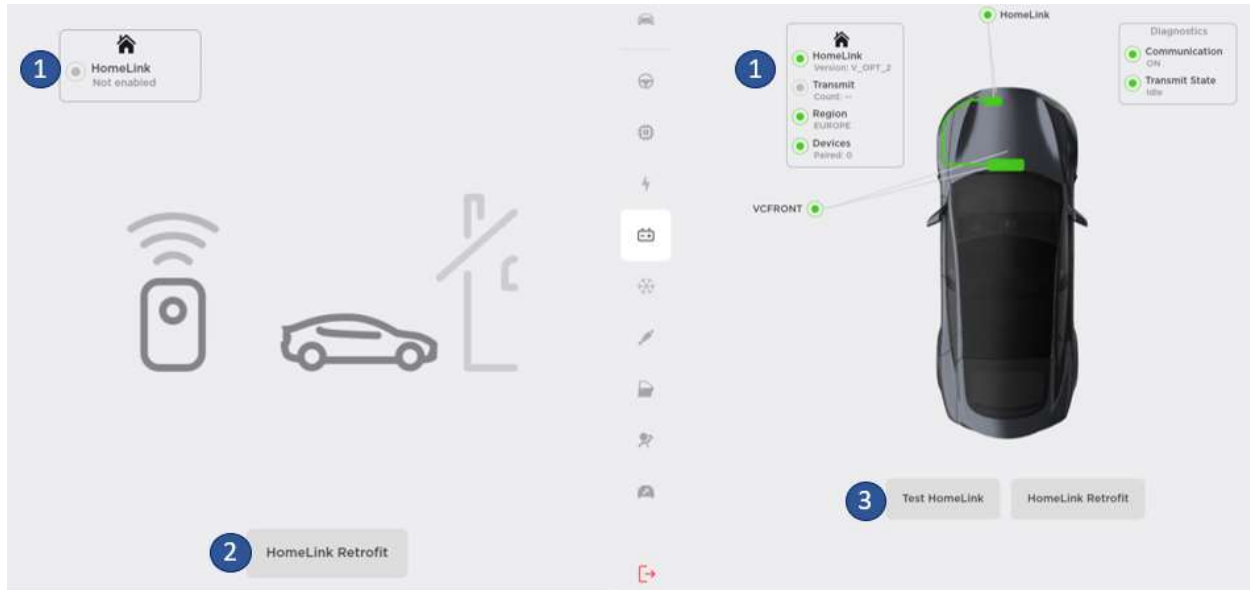 1
HomeLink
Not enabled
2
HomeLink Retrofit
1
HomeLink
Version: V_OPT_2
Transmit
Count: --
Region
EUROPE
Devices
Paired: 0
HomeLink
Diagnostics
Communication
ON
Transmit State
Idle
VCFRONT
3
Test HomeLink
HomeLink Retrofit